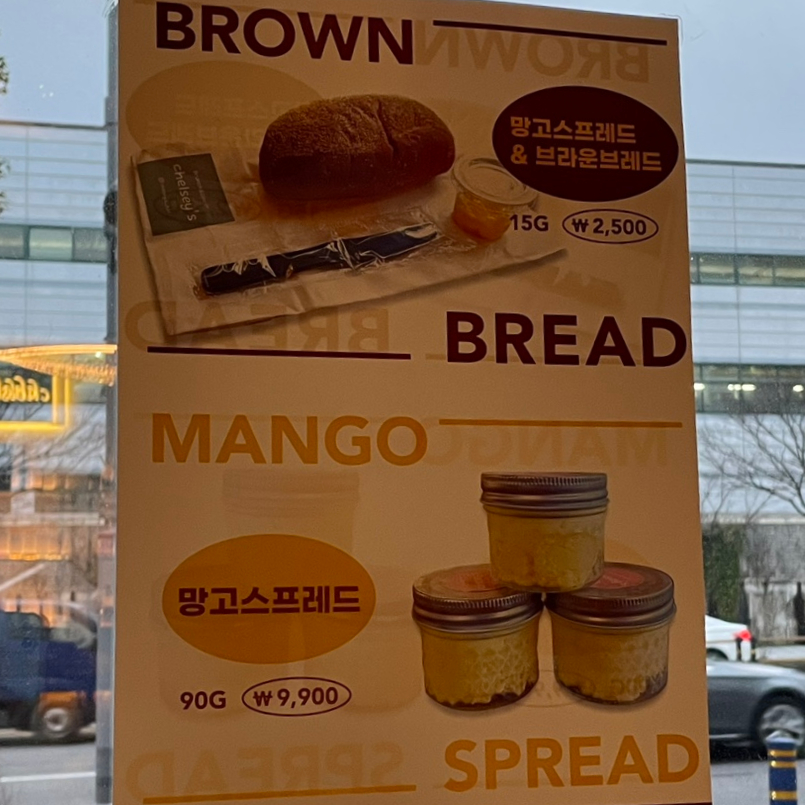 BROWN
망고스프레드
& 브라운브레드
chelsey's
15G ₩2,500
BREAD
MANGO
망고스프레드
90G ₩9,900
SPREAD